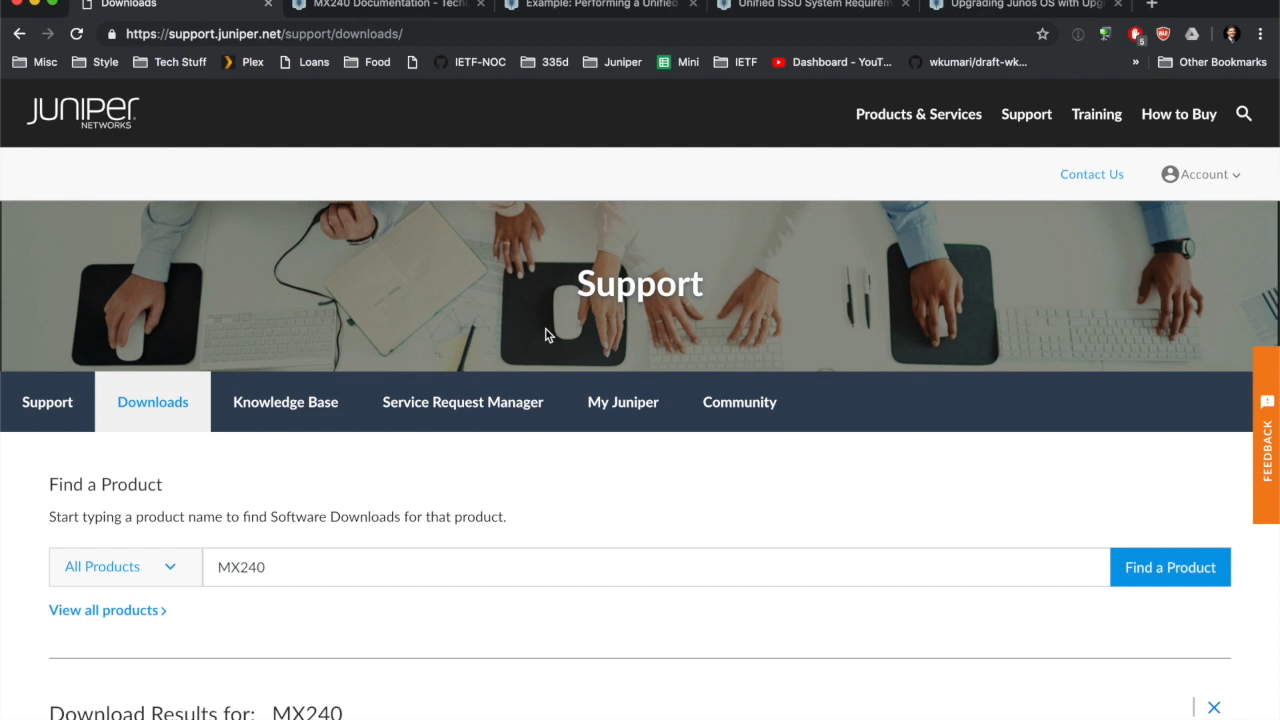 Downloads
MX240 Documentation - Tech
Example: Performing a Unified
Unified ISSU System Requirem
Upgrading Junos OS with Upg
https://support.juniper.net/support/downloads/
5
Misc
Style
Tech Stuff
Plex
Loans
Food
IETF-NOC
335d
Juniper
Mini
IETF
Dashboard - YouT...
wkumari/draft-wk...
»
Other Bookmarks
JUNIPER
NETWORKS
Products & Services
Support
Training
How to Buy
Contact Us
Account
Support
Support
Downloads
Knowledge Base
Service Request Manager
My Juniper
Community
FEEDBACK
Find a Product
Start typing a product name to find Software Downloads for that product.
All Products
MX240
Find a Product
View all products ›
Download Results for: MX240